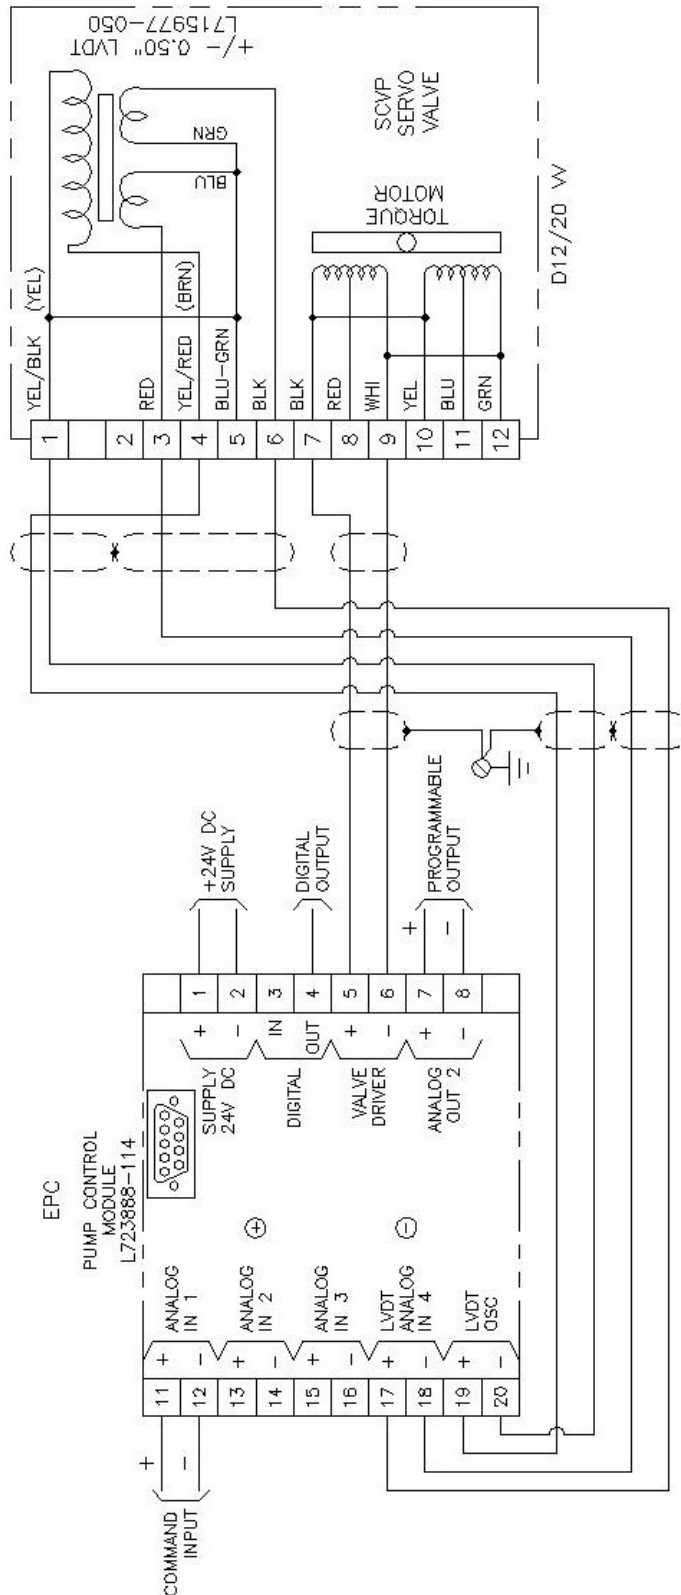 +/- 0.50" LVDT
L715977-050
SCVP
SERVO
VALVE
TORQUE
MOTOR
D12/20 W
GRN
BLU
(YEL)
(BRN)
YEL/BLK
RED
YEL/RED
BLU-GRN
BLK
BLK
RED
WHI
YEL
BLU
GRN
1
2
3
4
5
6
7
8
9
10
11
12
+24V DC
SUPPLY
DIGITAL
OUTPUT
PROGRAMMABLE
OUTPUT
+
-
1
2
3
4
5
6
7
8
+
-
IN
OUT
+
-
+
-
SUPPLY
24V DC
DIGITAL
VALVE
DRIVER
ANALOG
OUT 2
EPC
PUMP CONTROL
MODULE
L723888-114
+
-
ANALOG
IN 1
ANALOG
IN 2
ANALOG
IN 3
LVDT
ANALOG
IN 4
LVDT
OSC
+
-
+
-
+
-
+
-
+
-
11
12
13
14
15
16
17
18
19
20
+
-
COMMAND
INPUT